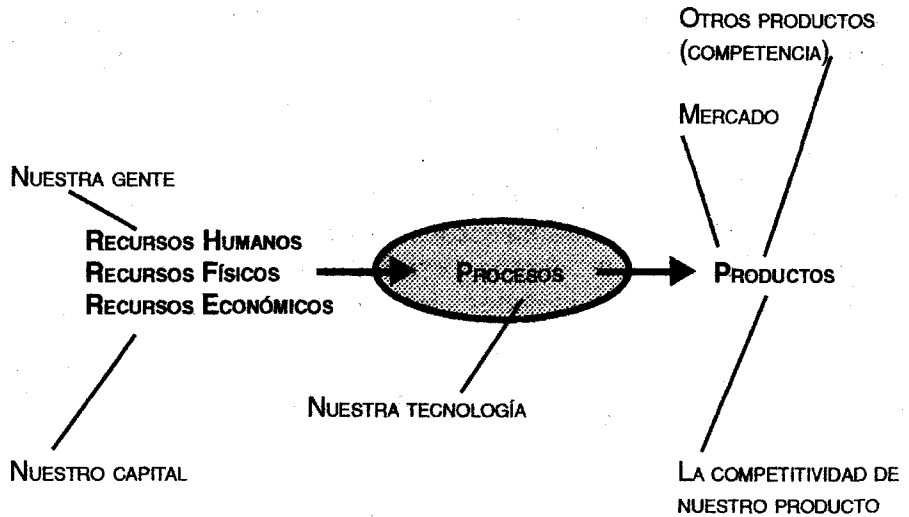 OTROS PRODUCTOS
(COMPETENCIA)
MERCADO
NUESTRA GENTE
RECURSOS HUMANOS
RECURSOS FÍSICOS
RECURSOS ECONÓMICOS
PROCESOS
PRODUCTOS
NUESTRA TECNOLOGÍA
NUESTRO CAPITAL
LA COMPETITIVIDAD DE
NUESTRO PRODUCTO